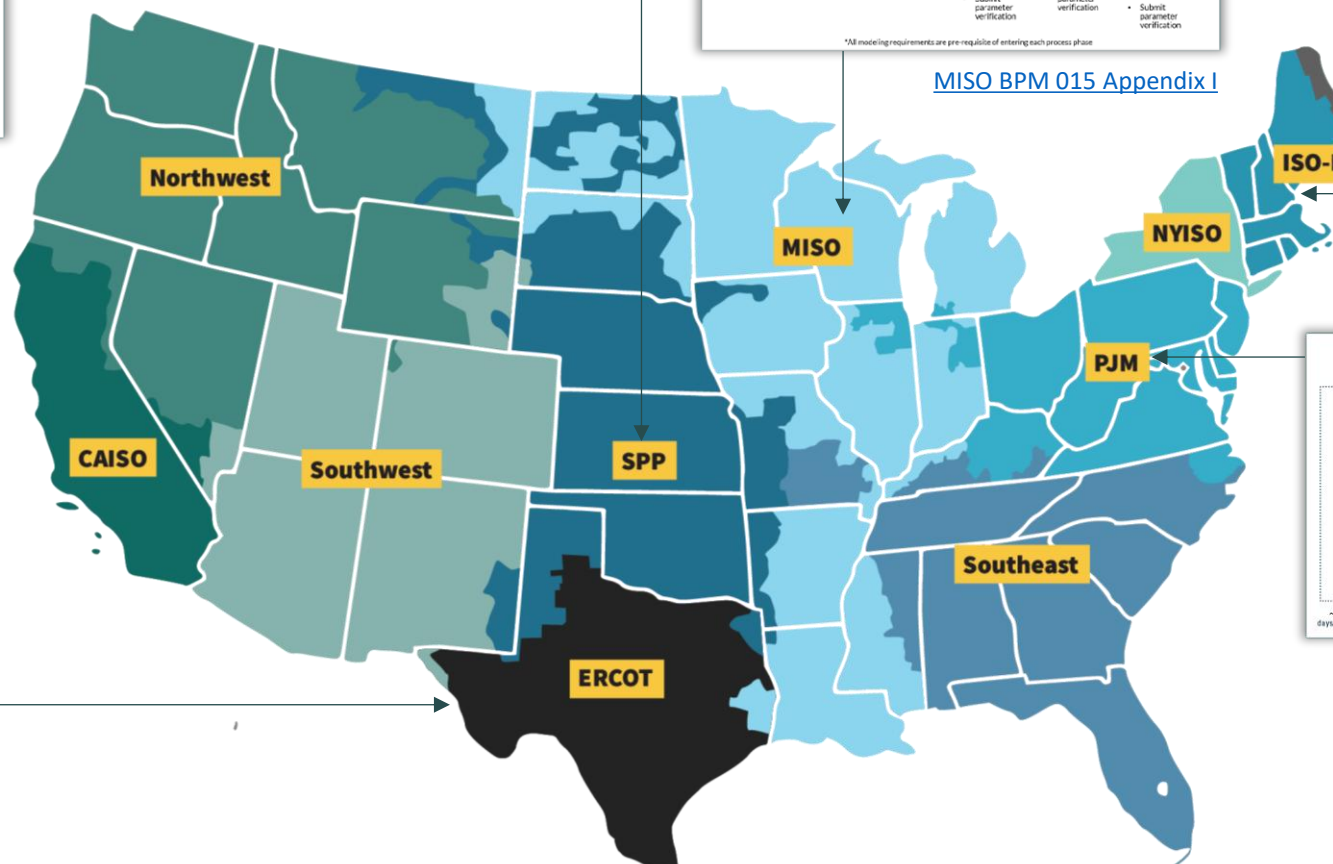 parameter
verification
verification
• Submit
parameter
verification
*All modeling requirements are pre-requisite of entering each process phase
MISO BPM 015 Appendix I
Northwest
ISO-
NYISO
MISO
PJM
CAISO
Southwest
SPP
Southeast
days
ERCOT